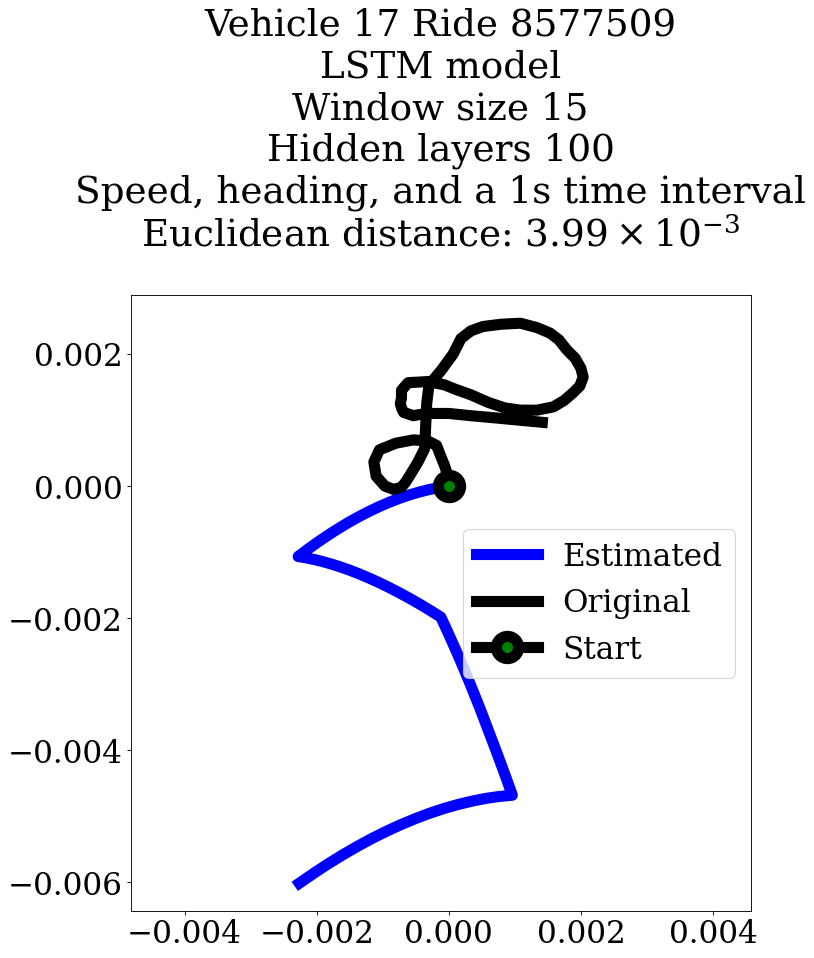 Vehicle 17 Ride 8577509
LSTM model
Window size 15
Hidden layers 100
Speed, heading, and a 1s time interval
Euclidean distance: 3.99 × 10⁻³
0.002
0.000
−0.002
−0.004
−0.006
Estimated
Original
Start
−0.004 −0.002 0.000 0.002 0.004